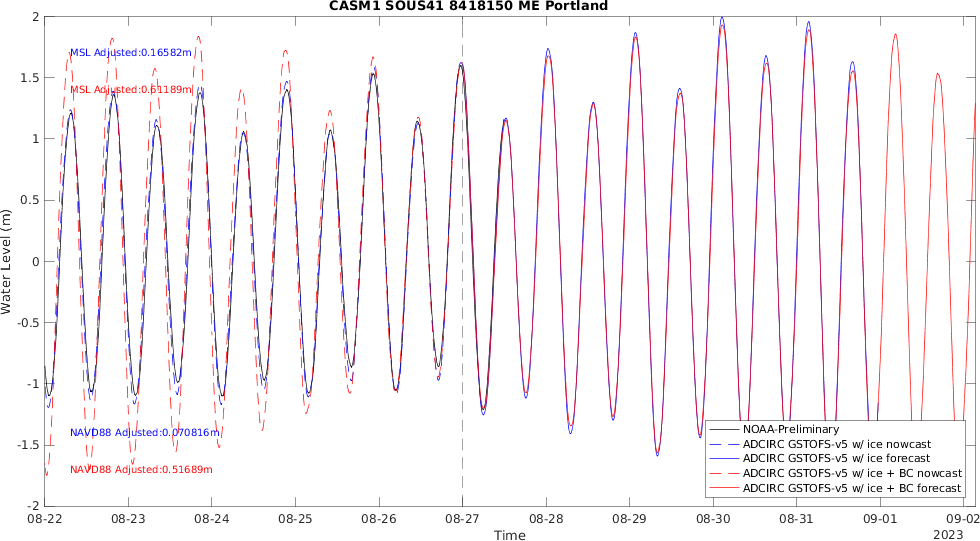 CASM1 SOUS41 8418150 ME Portland
2
1.5
1
0.5
0
-0.5
-1
-1.5
-2
Water Level (m)
MSL Adjusted:0.16582m
MSL Adjusted:0.61189m
NAVD88 Adjusted:0.070816m
NAVD88 Adjusted:0.51689m
NOAA-Preliminary
ADCIRC GSTOFS-v5 w/ ice nowcast
ADCIRC GSTOFS-v5 w/ ice forecast
ADCIRC GSTOFS-v5 w/ ice + BC nowcast
ADCIRC GSTOFS-v5 w/ ice + BC forecast
08-22 08-23 08-24 08-25 08-26 08-27 08-28 08-29 08-30 08-31 09-01 09-02
Time
2023